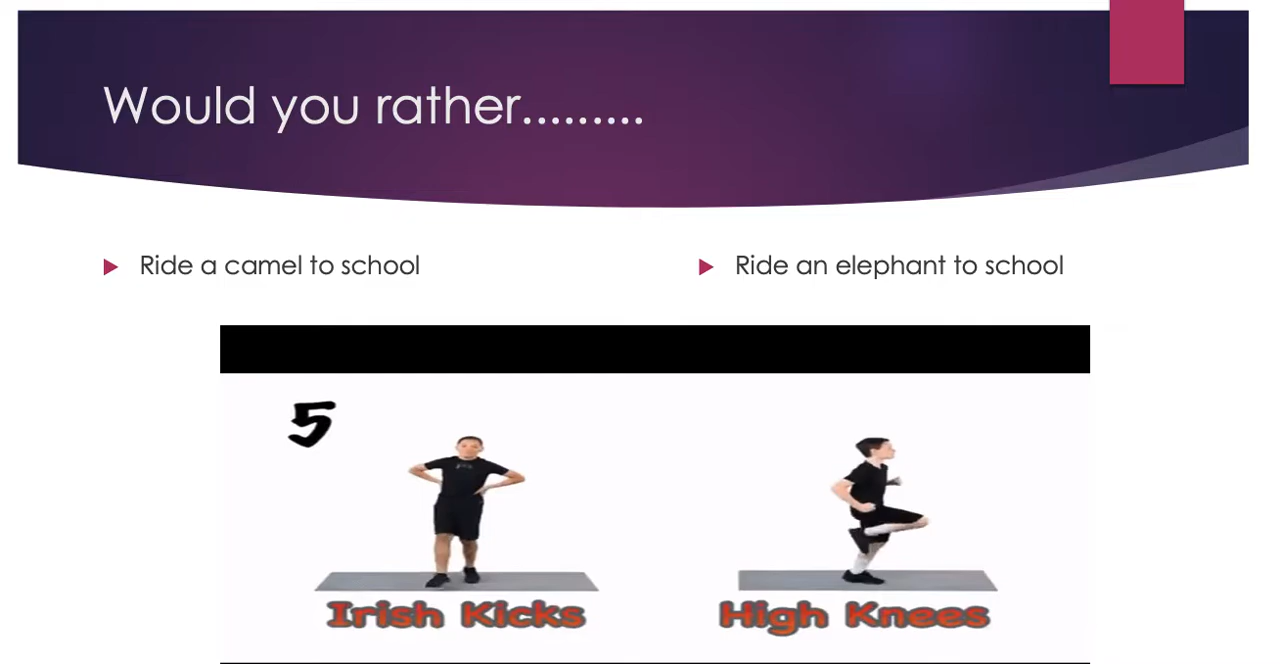 Would you rather.........
Ride a camel to school
Ride an elephant to school
5
Irish Kicks
High Knees